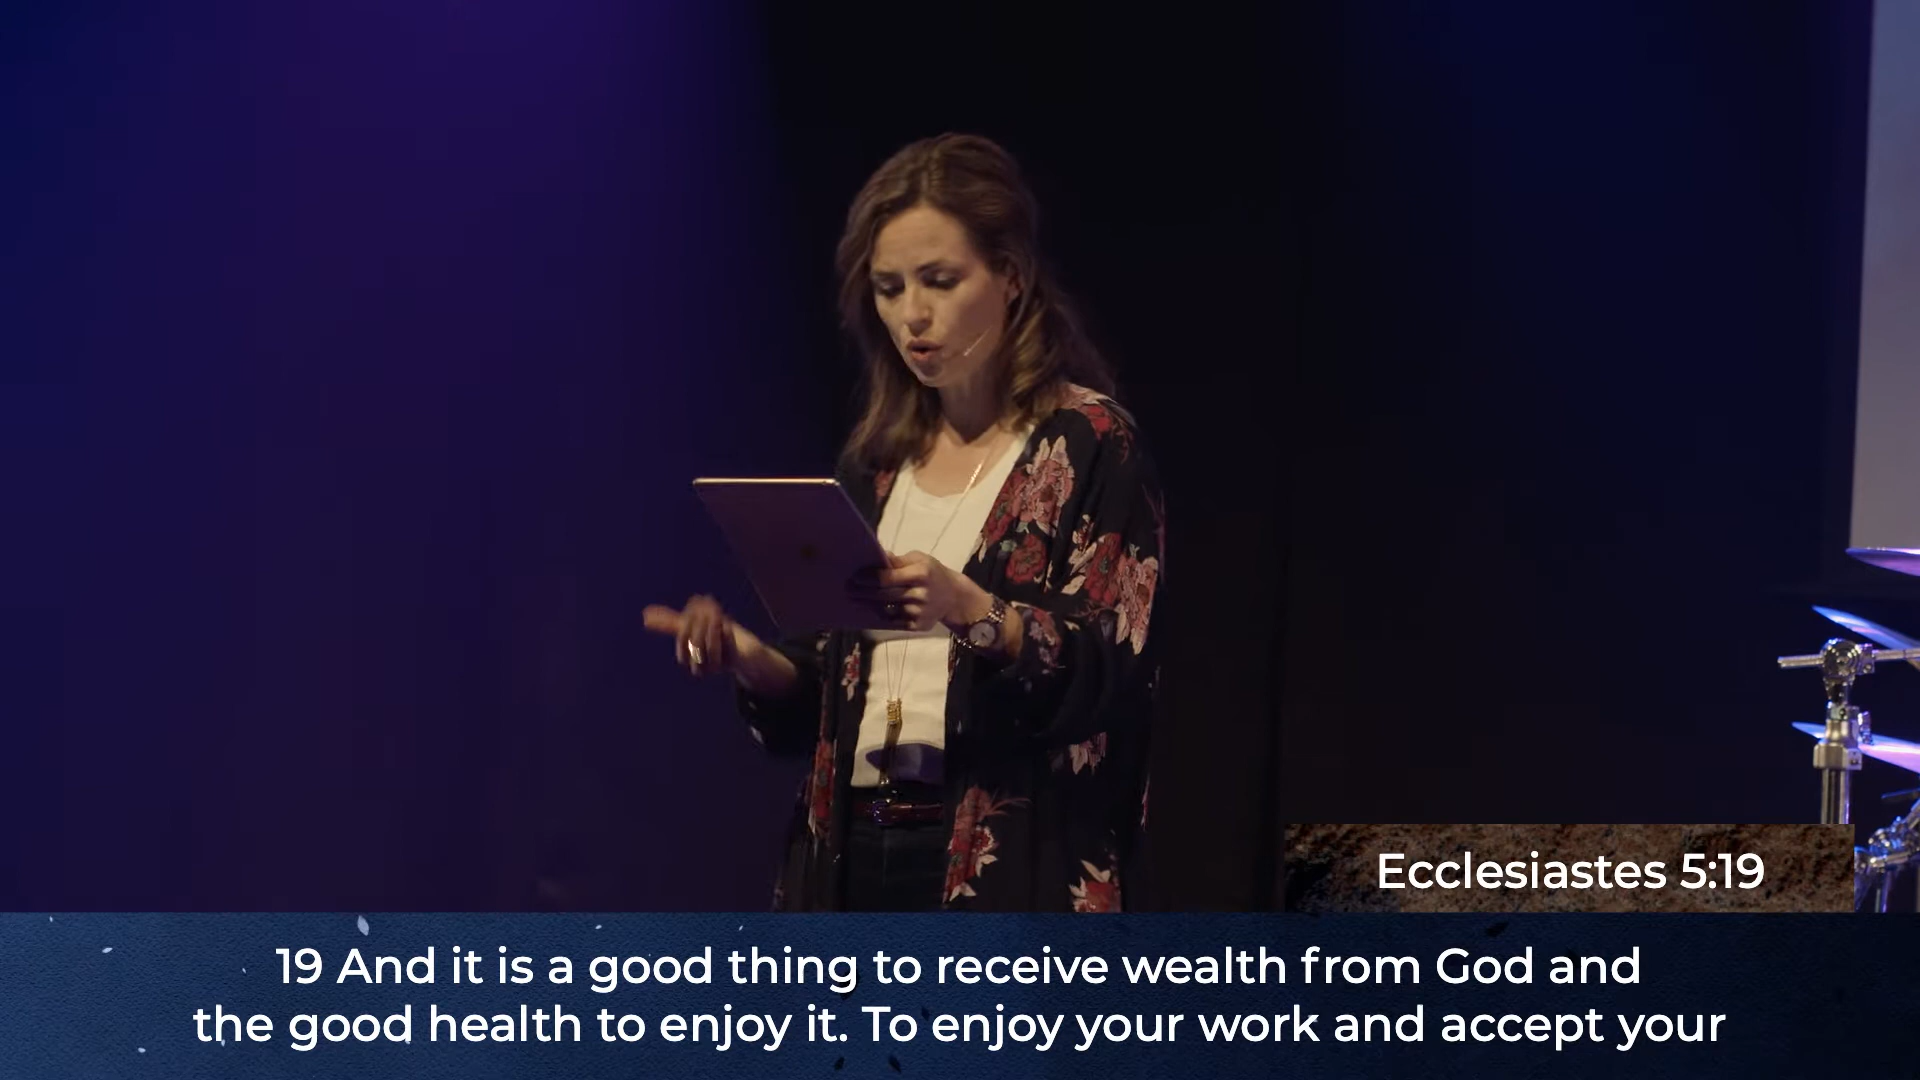 Ecclesiastes 5:19
19 And it is a good thing to receive wealth from God and
the good health to enjoy it. To enjoy your work and accept your